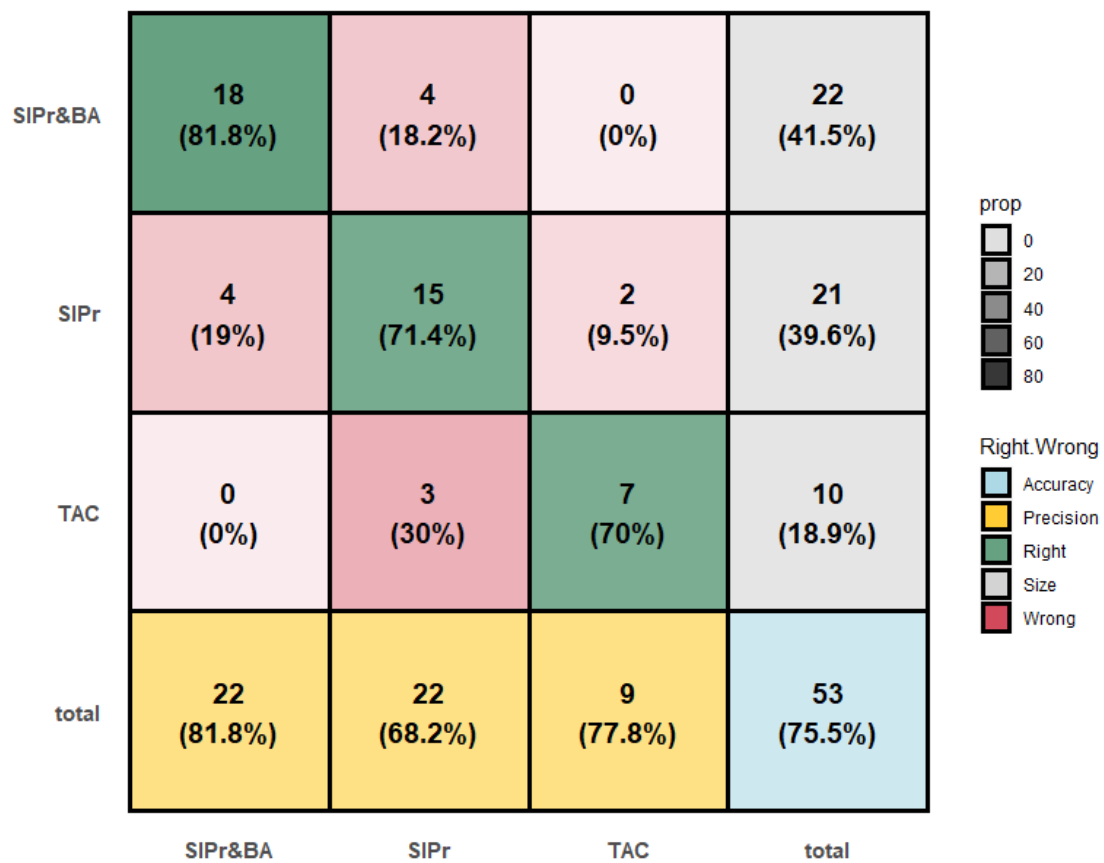 SIPr&BA
18
(81.8%)
4
(18.2%)
0
(0%)
22
(41.5%)
SIPr
4
(19%)
15
(71.4%)
2
(9.5%)
21
(39.6%)
TAC
0
(0%)
3
(30%)
7
(70%)
10
(18.9%)
total
22
(81.8%)
22
(68.2%)
9
(77.8%)
53
(75.5%)
SIPr&BA
SIPr
TAC
total
prop
0
20
40
60
80
Right.Wrong
Accuracy
Precision
Right
Size
Wrong